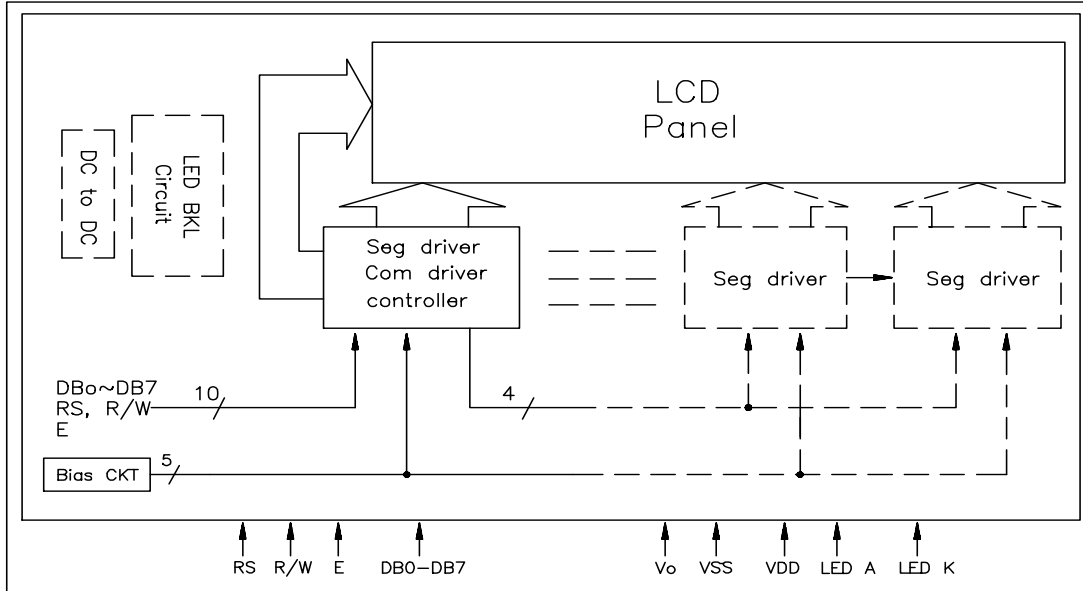 LCD
Panel
DC to DC
LED BKL
Circuit
Seg driver
Com driver
controller
Seg driver
Seg driver
DBo~DB7
RS, R/W
E
10
4
Bias CKT
5
RS
R/W
E
DB0-DB7
Vo
VSS
VDD
LED A
LED K